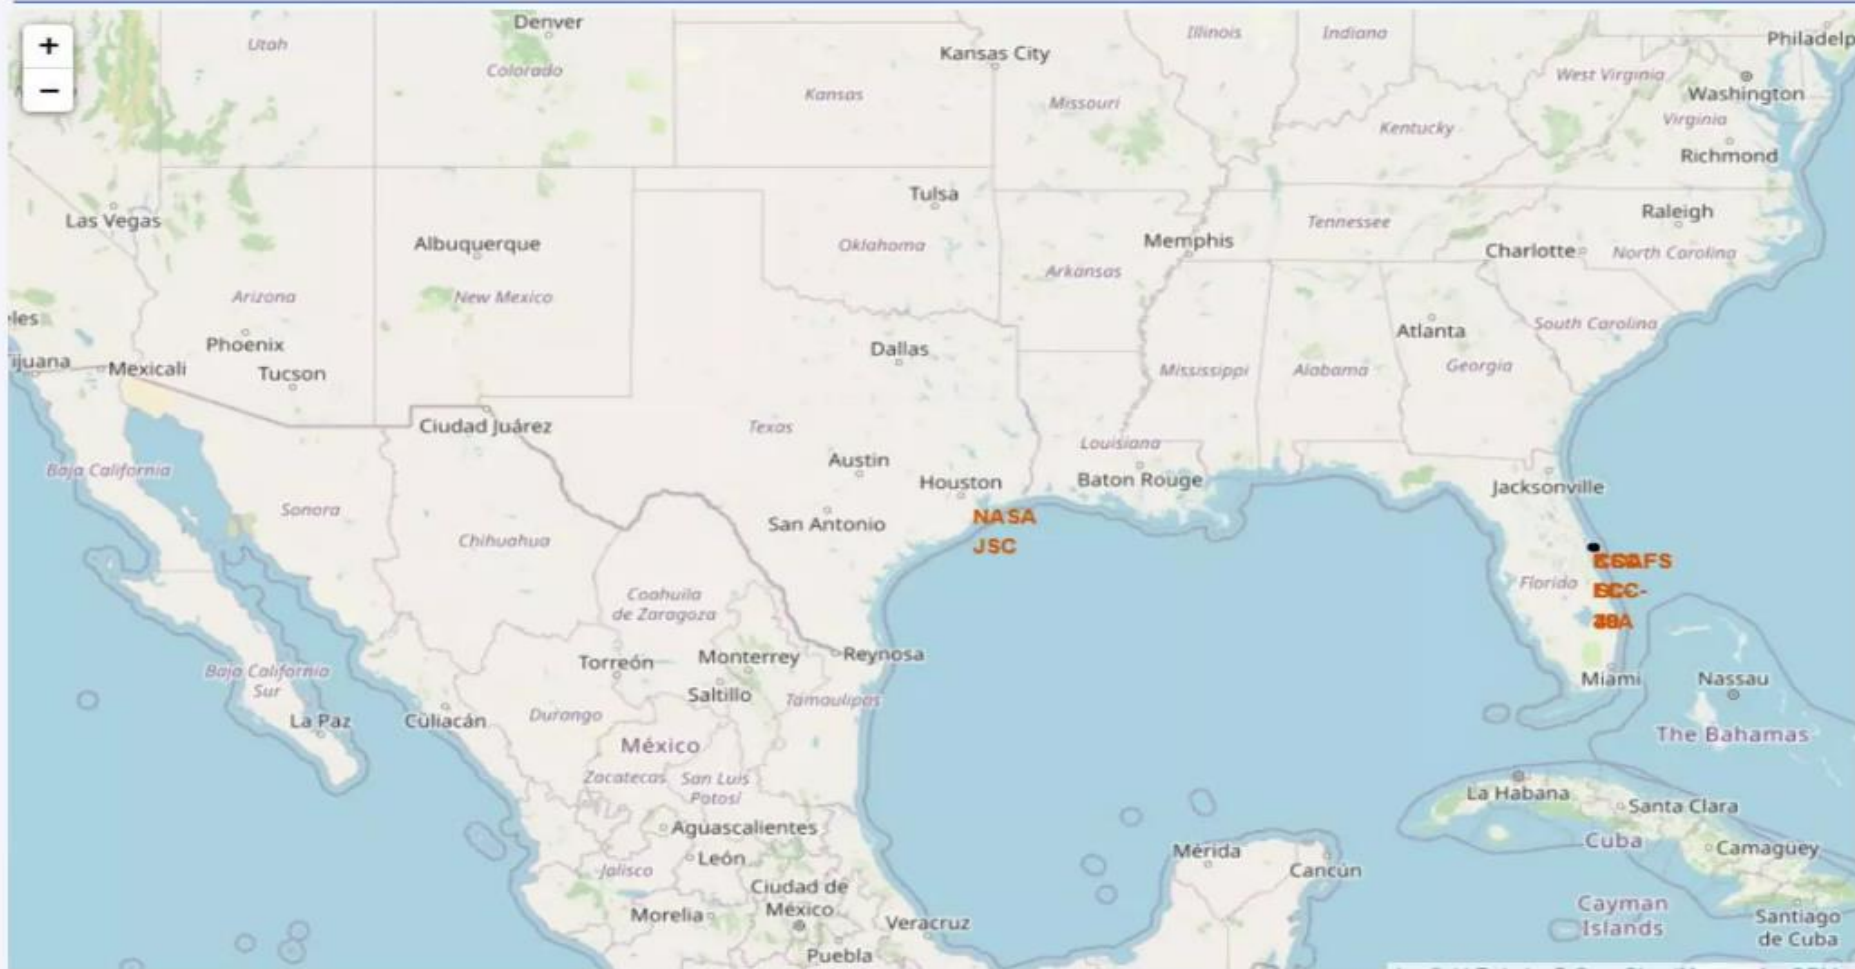 +
−
Denver
Utah
Colorado
Kansas City
Kansas
Missouri
Illinois
Indiana
Philadelp
West Virginia
Washington
Virginia
Kentucky
Richmond
Las Vegas
Albuquerque
Tulsa
Oklahoma
Memphis
Tennessee
Raleigh
Charlotte
North Carolina
Arizona
New Mexico
Arkansas
eles
Phoenix
Dallas
Atlanta
South Carolina
ijuana
Mexicali
Tucson
Mississippi
Alabama
Georgia
Ciudad Juárez
Texas
Louisiana
Baja California
Austin
Houston
Baton Rouge
Jacksonville
Sonora
San Antonio
NASA
JSC
Chihuahua
Florida
Coahuila
de Zaragoza
Torreón
Monterrey
Reynosa
Saltillo
Tamaulipas
Miami
Nassau
Baja California
Sur
La Paz
Culiacán
Durango
México
The Bahamas
Zacatecas
San Luis
Potosí
La Habana
Santa Clara
Aguascalientes
Cuba
Camagüey
León
Jalisco
Mérida
Cancún
Ciudad de
México
Morelia
Veracruz
Cayman
Islands
Santiago
de Cuba
Puebla